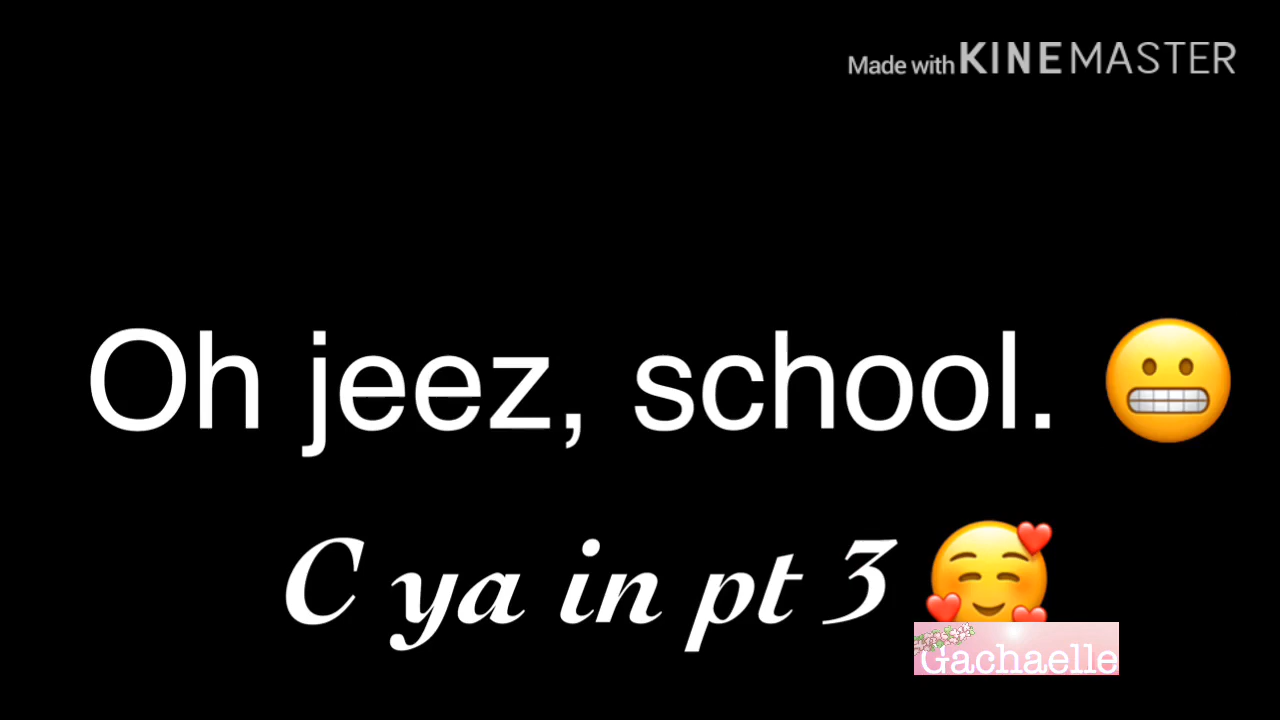 Made with KINEMASTER
Oh jeez, school. 😬
C ya in pt 3 🥰
Gachaelle